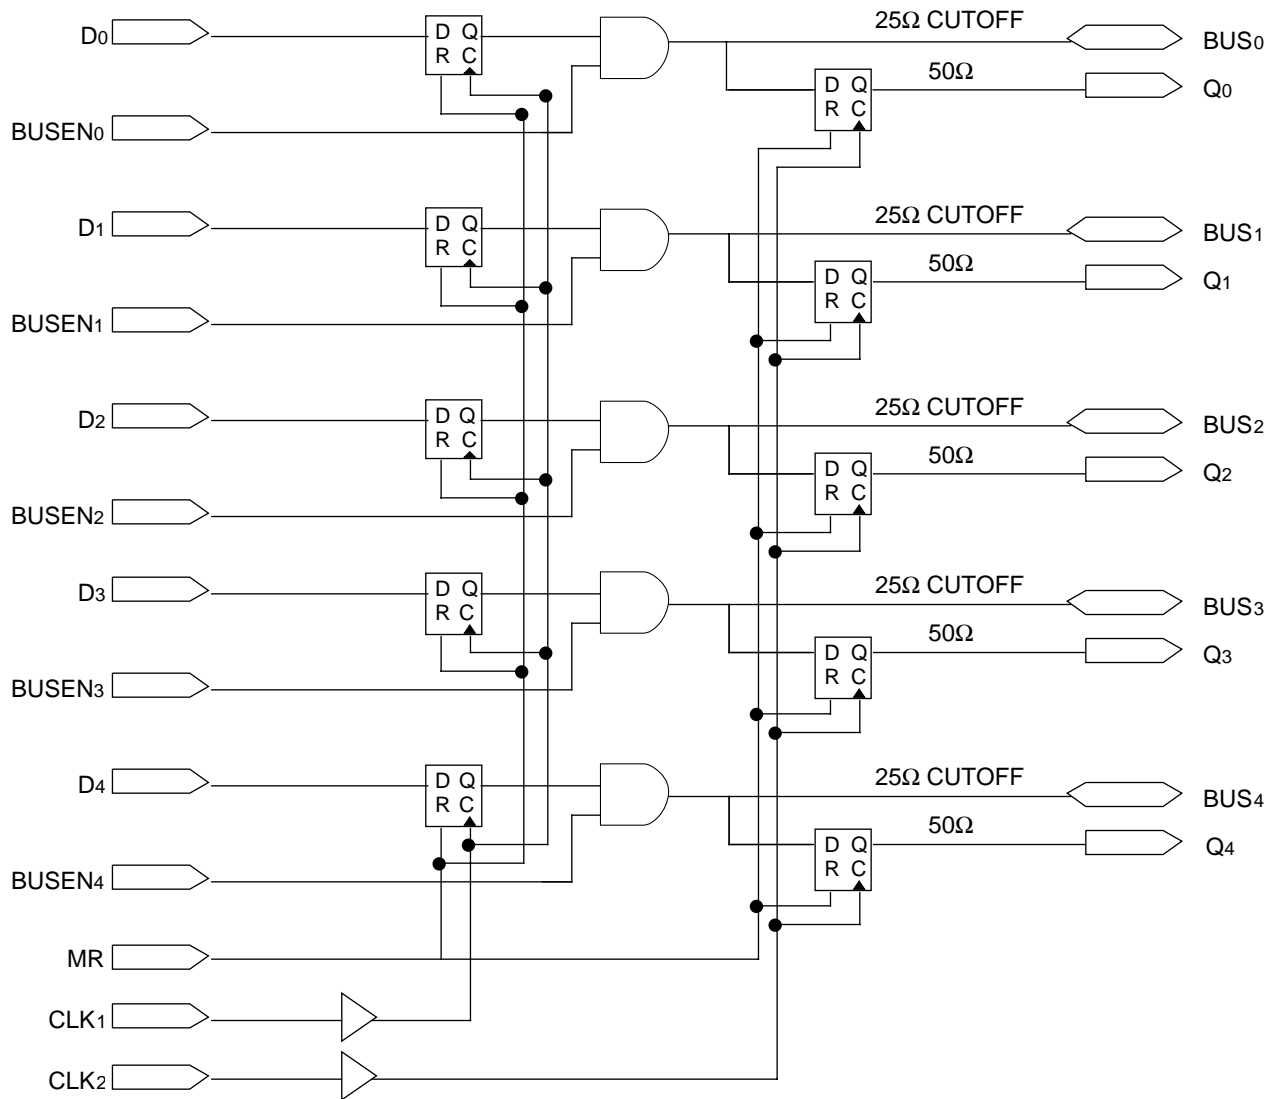 D0 D Q 25Ω CUTOFF BUS0
R C
D Q 50Ω Q0
R C
BUSEN0
D1 D Q 25Ω CUTOFF BUS1
R C
D Q 50Ω Q1
R C
BUSEN1
D2 D Q 25Ω CUTOFF BUS2
R C
D Q 50Ω Q2
R C
BUSEN2
D3 D Q 25Ω CUTOFF BUS3
R C
D Q 50Ω Q3
R C
BUSEN3
D4 D Q 25Ω CUTOFF BUS4
R C
D Q 50Ω Q4
R C
BUSEN4
MR
CLK1
CLK2